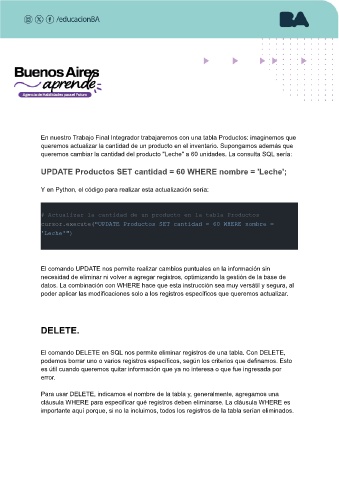 /educacionBA
BA
Buenos Aires
aprende
Agencia de Habilidades para el Futuro
En nuestro Trabajo Final Integrador trabajaremos con una tabla Productos: imaginemos que
queremos actualizar la cantidad de un producto en el inventario. Supongamos además que
queremos cambiar la cantidad del producto "Leche" a 60 unidades. La consulta SQL sería:
UPDATE Productos SET cantidad = 60 WHERE nombre = 'Leche';
Y en Python, el código para realizar esta actualización sería:
# Actualizar la cantidad de un producto en la tabla Productos
cursor.execute("UPDATE Productos SET cantidad = 60 WHERE nombre =
'Leche'")
El comando UPDATE nos permite realizar cambios puntuales en la información sin
necesidad de eliminar ni volver a agregar registros, optimizando la gestión de la base de
datos. La combinación con WHERE hace que esta instrucción sea muy versátil y segura, al
poder aplicar las modificaciones solo a los registros específicos que queremos actualizar.
DELETE.
El comando DELETE en SQL nos permite eliminar registros de una tabla. Con DELETE,
podemos borrar uno o varios registros específicos, según los criterios que definamos. Esto
es útil cuando queremos quitar información que ya no interesa o que fue ingresada por
error.
Para usar DELETE, indicamos el nombre de la tabla y, generalmente, agregamos una
cláusula WHERE para especificar qué registros deben eliminarse. La cláusula WHERE es
importante aquí porque, si no la incluimos, todos los registros de la tabla serían eliminados.